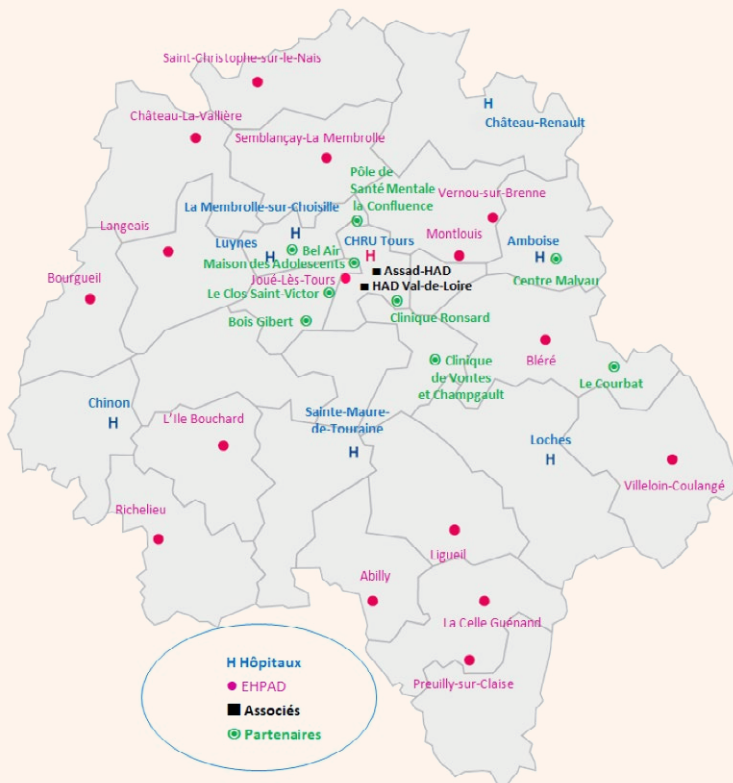 Saint-Christophe-sur-le-Nais
H
Château-Renault
Château-La-Vallière
Semblançay-La Membrolle
Pôle de
Santé Mentale
la Confluence
Vernou-sur-Brenne
La Membrolle-sur-Choisille
H
Langeais
Luynes
H
Bel Air
CHRU Tours
H
Montlouis
Amboise
H
Maison des Adolescents
Assad-HAD
Centre Malvau
Bourgueil
Joué-Lès-Tours
HAD Val-de-Loire
Le Clos Saint-Victor
Bois Gibert
Clinique Ronsard
Clinique
de Vontes
et Champgault
Bléré
Le Courbat
Chinon
H
L'Ile Bouchard
Sainte-Maure-
de-Touraine
H
Loches
H
Villeloin-Coulangé
Richelieu
Ligueil
Abilly
La Celle Guénand
Preuilly-sur-Claise
H Hôpitaux
EHPAD
Associés
Partenaires